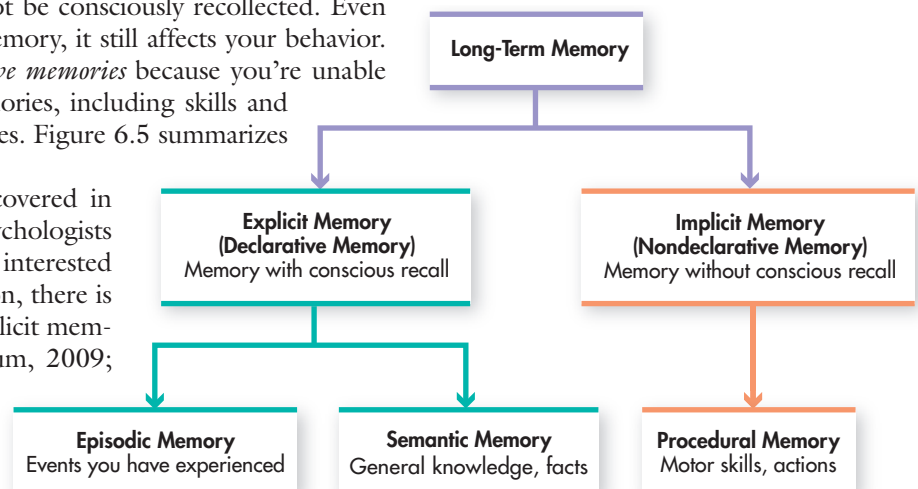 ot be consciously recollected. Even
emory, it still affects your behavior.
ve memories because you're unable
ories, including skills and
es. Figure 6.5 summarizes
covered in
ychologists
interested
on, there is
licit mem-
um, 2009;
Long-Term Memory
Explicit Memory
(Declarative Memory)
Memory with conscious recall
Implicit Memory
(Nondeclarative Memory)
Memory without conscious recall
Episodic Memory
Events you have experienced
Semantic Memory
General knowledge, facts
Procedural Memory
Motor skills, actions